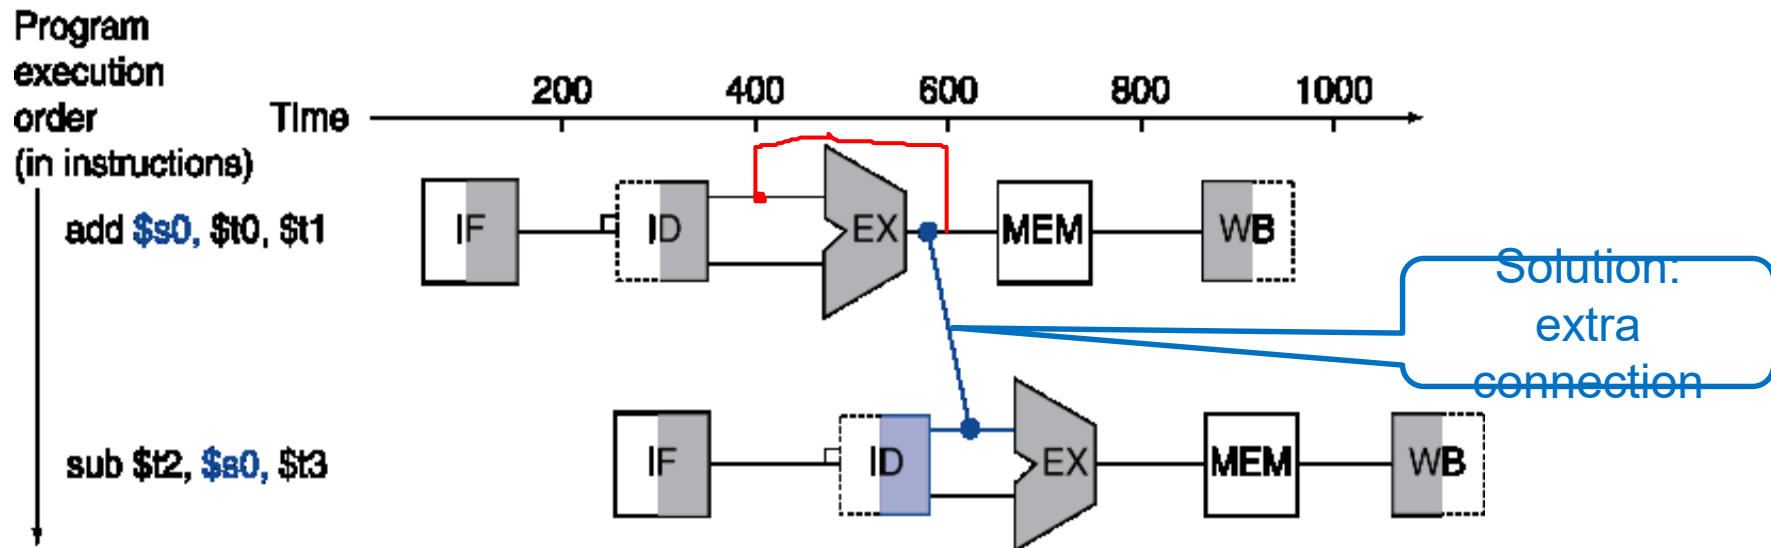 Program
execution
order
(in instructions)
Time
200 400 600 800 1000
add $s0, $t0, $t1
IF ID EX MEM WB
Solution:
extra
connection
sub $t2, $s0, $t3
IF ID EX MEM WB